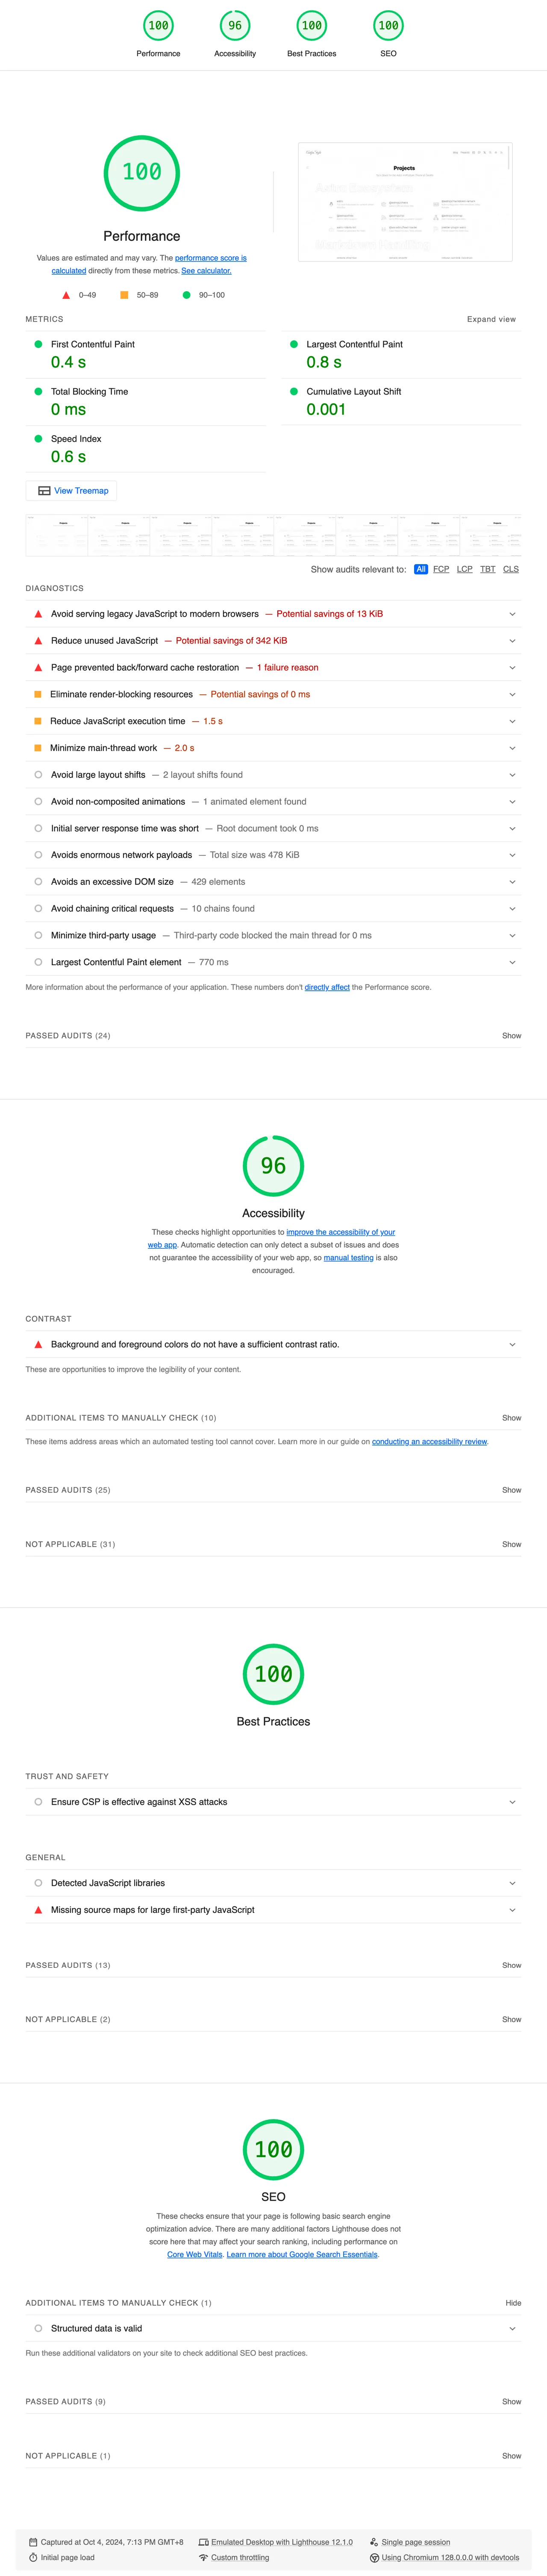 100
96
100
100
Performance
Accessibility
Best Practices
SEO
100
Projects
Performance
Values are estimated and may vary. The performance score is
calculated directly from these metrics. See calculator.
0–49
50–89
90–100
METRICS
Expand view
First Contentful Paint
0.4 s
Largest Contentful Paint
0.8 s
Total Blocking Time
0 ms
Cumulative Layout Shift
0.001
Speed Index
0.6 s
View Treemap
Show audits relevant to: All FCP LCP TBT CLS
DIAGNOSTICS
Avoid serving legacy JavaScript to modern browsers — Potential savings of 13 KiB
Reduce unused JavaScript — Potential savings of 342 KiB
Page prevented back/forward cache restoration — 1 failure reason
Eliminate render-blocking resources — Potential savings of 0 ms
Reduce JavaScript execution time — 1.5 s
Minimize main-thread work — 2.0 s
Avoid large layout shifts — 2 layout shifts found
Avoid non-composited animations — 1 animated element found
Initial server response time was short — Root document took 0 ms
Avoids enormous network payloads — Total size was 478 KiB
Avoids an excessive DOM size — 429 elements
Avoid chaining critical requests — 10 chains found
Minimize third-party usage — Third-party code blocked the main thread for 0 ms
Largest Contentful Paint element — 770 ms
More information about the performance of your application. These numbers don't directly affect the Performance score.
PASSED AUDITS (24)
Show
96
Accessibility
These checks highlight opportunities to improve the accessibility of your
web app. Automatic detection can only detect a subset of issues and does
not guarantee the accessibility of your web app, so manual testing is also
encouraged.
CONTRAST
Background and foreground colors do not have a sufficient contrast ratio.
These are opportunities to improve the legibility of your content.
ADDITIONAL ITEMS TO MANUALLY CHECK (10)
Show
These items address areas which an automated testing tool cannot cover. Learn more in our guide on conducting an accessibility review.
PASSED AUDITS (25)
Show
NOT APPLICABLE (31)
Show
100
Best Practices
TRUST AND SAFETY
Ensure CSP is effective against XSS attacks
GENERAL
Detected JavaScript libraries
Missing source maps for large first-party JavaScript
PASSED AUDITS (13)
Show
NOT APPLICABLE (2)
Show
100
SEO
These checks ensure that your page is following basic search engine
optimization advice. There are many additional factors Lighthouse does not
score here that may affect your search ranking, including performance on
Core Web Vitals. Learn more about Google Search Essentials.
ADDITIONAL ITEMS TO MANUALLY CHECK (1)
Hide
Structured data is valid
Run these additional validators on your site to check additional SEO best practices.
PASSED AUDITS (9)
Show
NOT APPLICABLE (1)
Show
Captured at Oct 4, 2024, 7:13 PM GMT+8
Emulated Desktop with Lighthouse 12.1.0
Single page session
Initial page load
Custom throttling
Using Chromium 128.0.0.0 with devtools